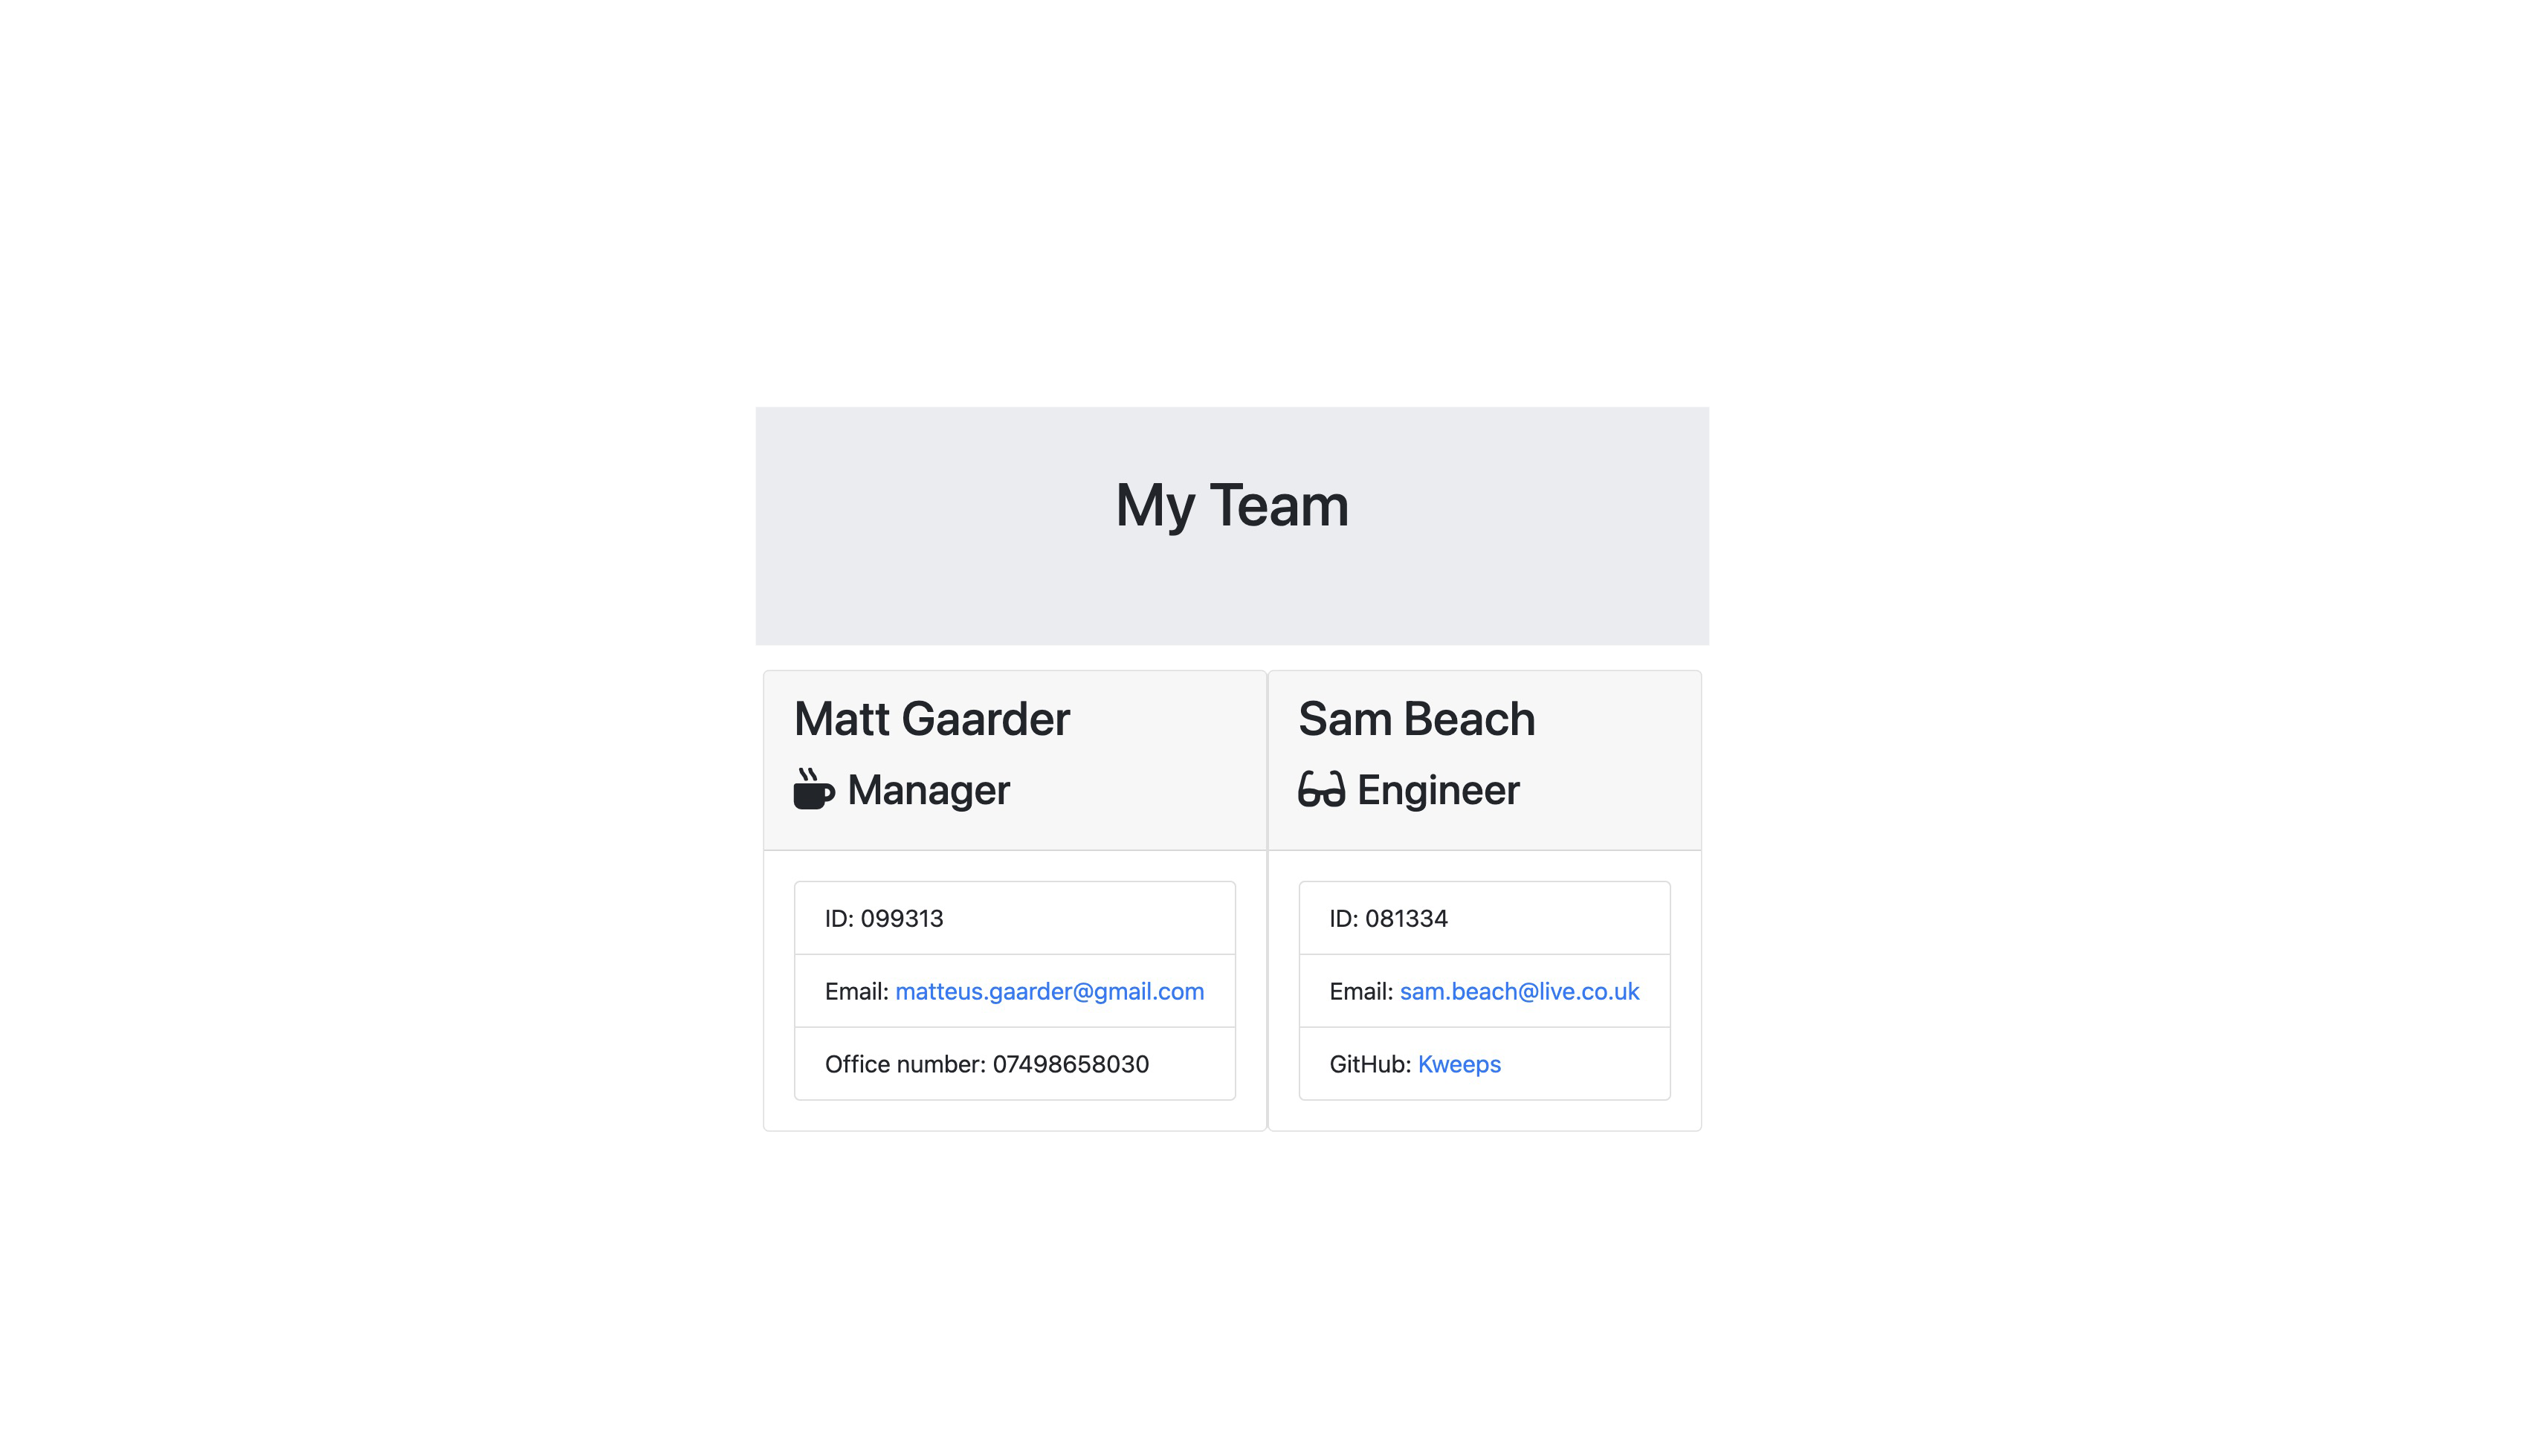 My Team
Matt Gaarder
Manager
ID: 099313
Email: matteus.gaarder@gmail.com
Office number: 07498658030
Sam Beach
Engineer
ID: 081334
Email: sam.beach@live.co.uk
GitHub: Kweeps